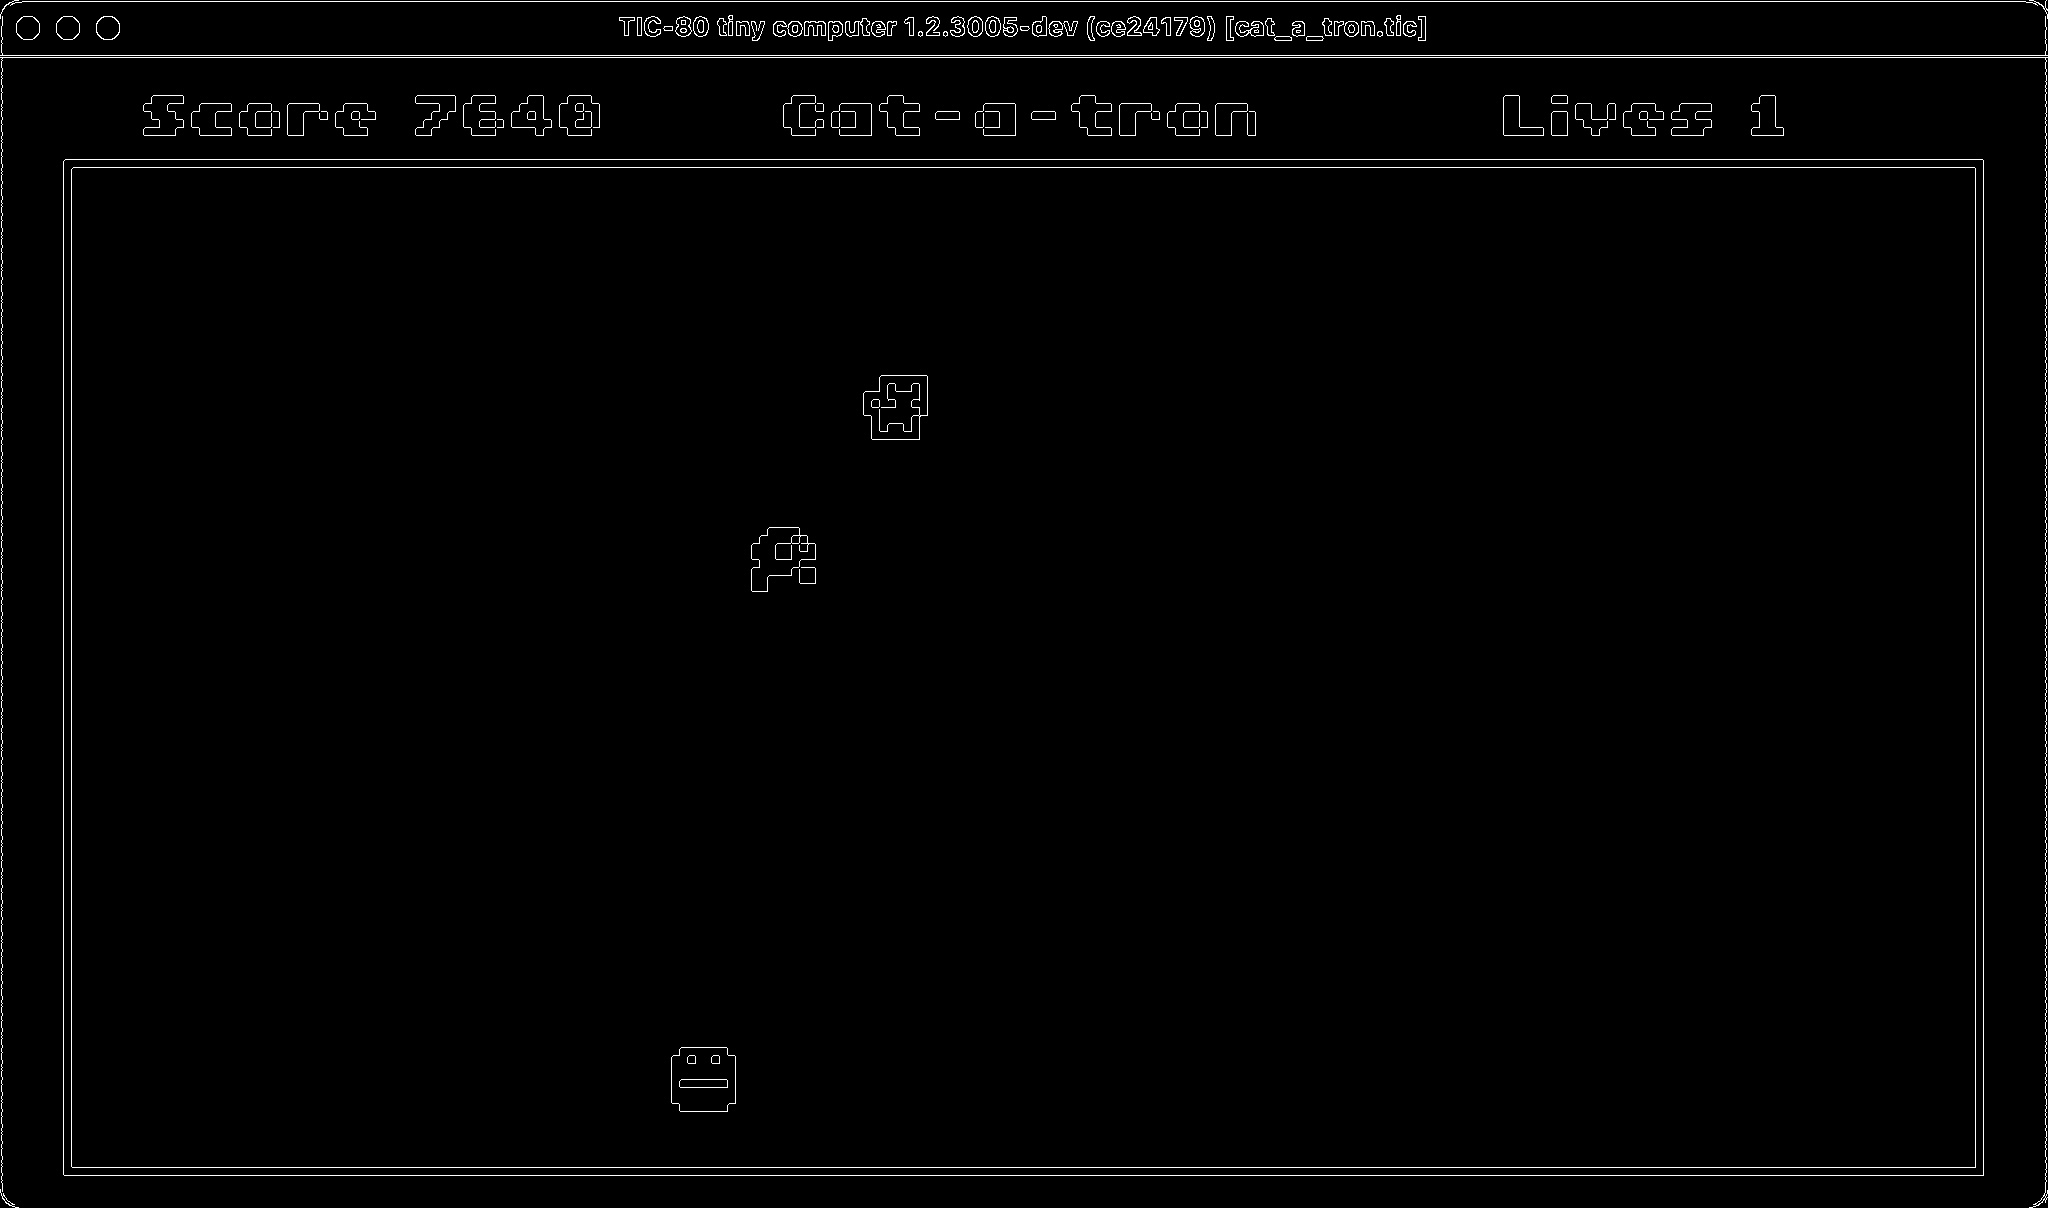 TIC-80 tiny computer 1.2.3005-dev (ce24179) [cat_a_tron.tic]
Score 7640 Cat-a-tron Lives 1